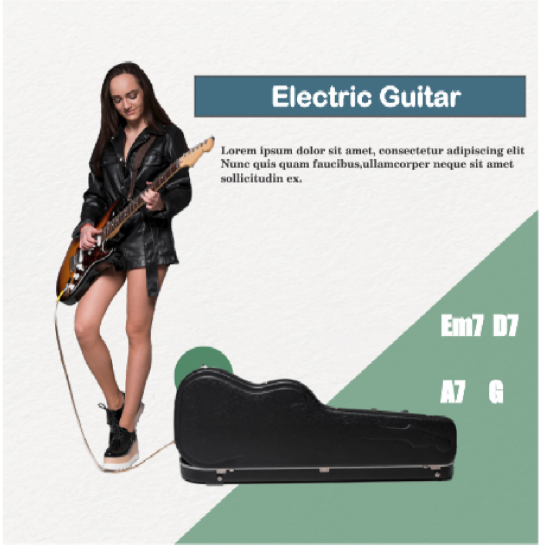 Electric Guitar
Lorem ipsum dolor sit amet, consectetur adipiscing elit
Nunc quis quam faucibus,ullamcorper neque sit amet
sollicitudin ex.
Em7 D7
A7 G